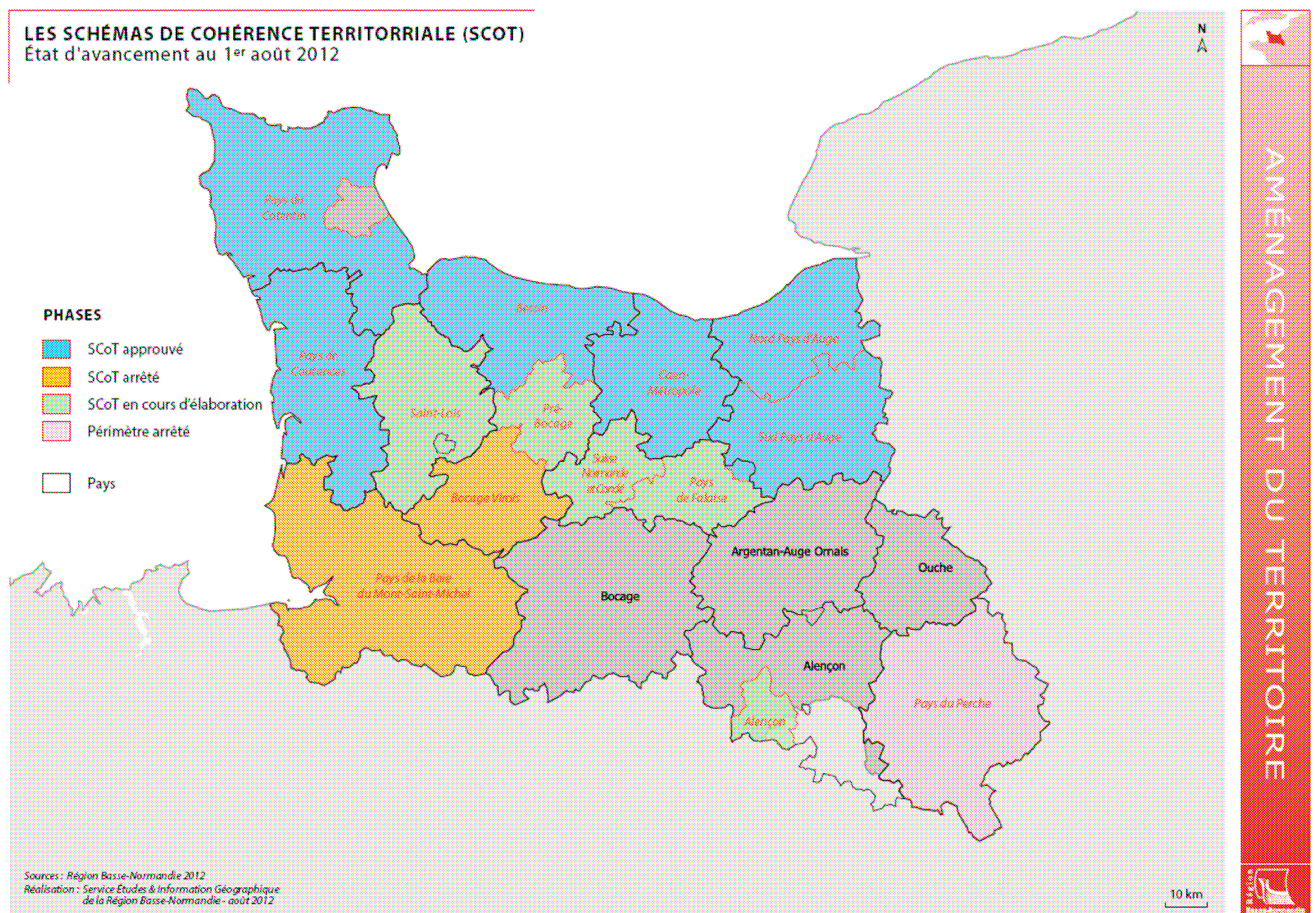 LES SCHÉMAS DE COHÉRENCE TERRITORRIALE (SCOT)
État d'avancement au 1er août 2012
N
AMÉNAGEMENT DU TERRITOIRE
Pays du
Cotentin
Bessin
Nord Pays d'Auge
Pays de
Coutances
Caen-
Métropole
Saint-Lois
Pré-
Bocage
Sud Pays d'Auge
Suisse
Normande
et Condé
Pays
de Falaise
Bocage Virois
Argentan-Auge Ornais
Ouche
Pays de la Baie
du Mont-Saint-Michel
Bocage
Alençon
Pays du Perche
Alençon
PHASES
SCoT approuvé
SCoT arrêté
SCoT en cours d'élaboration
Périmètre arrêté
Pays
Sources : Région Basse-Normandie 2012
Réalisation : Service Études & Information Géographique
de la Région Basse-Normandie - août 2012
10 km
Région